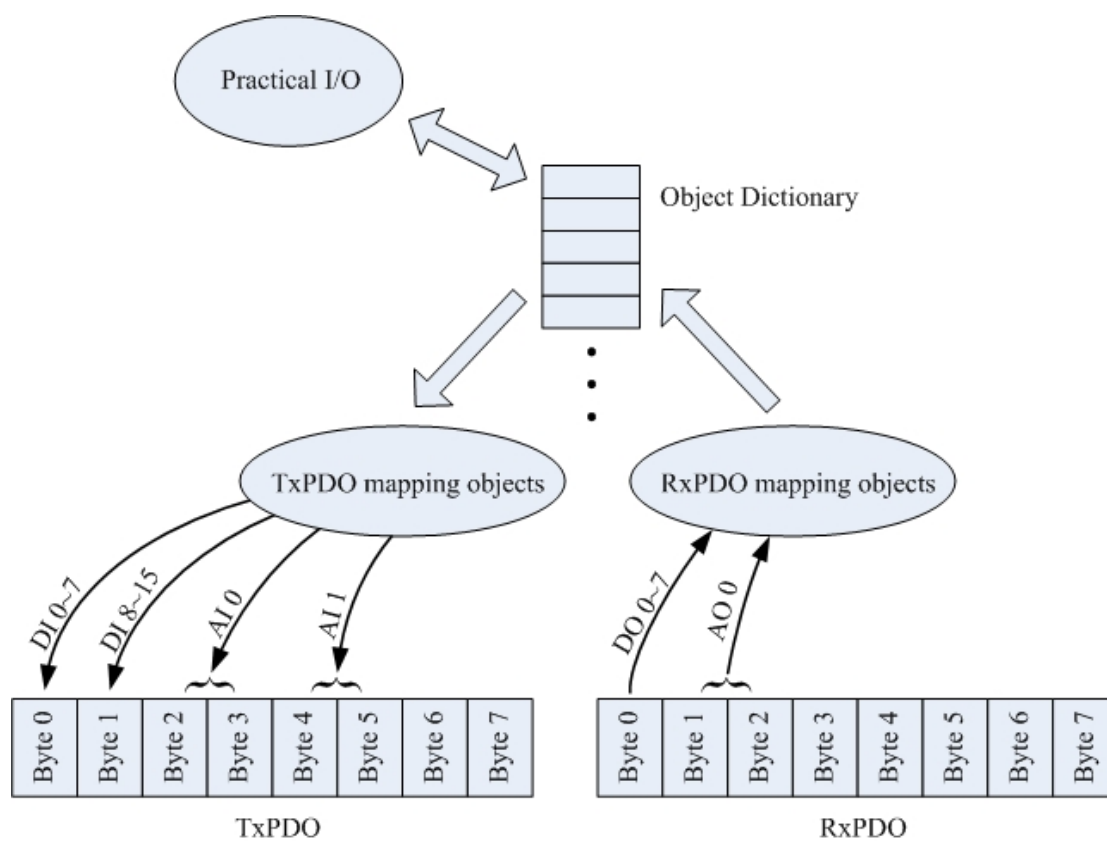 Practical I/O
Object Dictionary
TxPDO mapping objects
RxPDO mapping objects
DI 0~7
DI 8~15
AI 0
AI 1
DO 0~7
AO 0
Byte 0
Byte 1
Byte 2
Byte 3
Byte 4
Byte 5
Byte 6
Byte 7
Byte 0
Byte 1
Byte 2
Byte 3
Byte 4
Byte 5
Byte 6
Byte 7
TxPDO
RxPDO